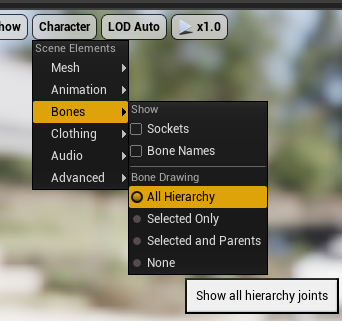 how
Character
LOD Auto
x1.0
Scene Elements
Mesh
Animation
Bones
Clothing
Audio
Advanced
Show
Sockets
Bone Names
Bone Drawing
All Hierarchy
Selected Only
Selected and Parents
None
Show all hierarchy joints